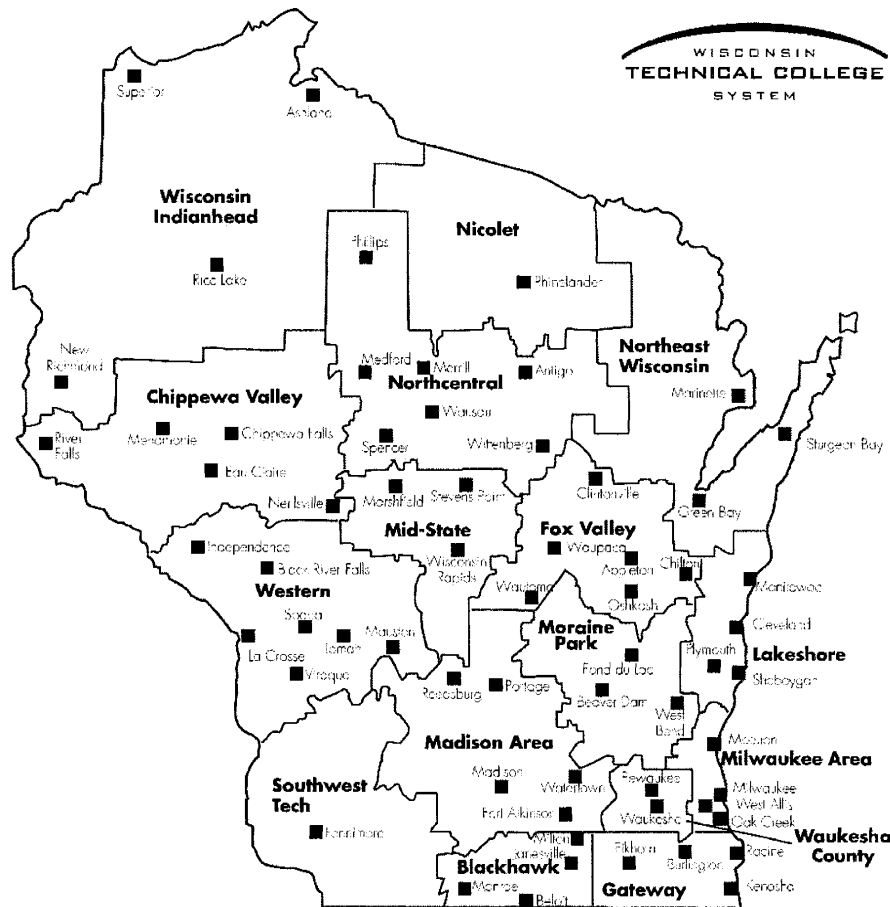 WISCONSIN
TECHNICAL COLLEGE
SYSTEM
Superior
Ashland
Wisconsin
Indianhead
Nicolet
Phillips
Rice Lake
Rhinelander
Northeast
Wisconsin
New
Richmond
Medford
Merrill
Antigo
Northcentral
Marinette
Chippewa Valley
Wausau
River
Falls
Menomonie
Chippewa Falls
Spencer
Wittenberg
Sturgeon Bay
Eau Claire
Clintonville
Neillsville
Marshfield
Stevens Point
Green Bay
Mid-State
Fox Valley
Independence
Wisconsin
Rapids
Waupaca
Appleton
Chilton
Black River Falls
Manitowoc
Western
Wautoma
Oshkosh
Sparta
Cleveland
La Crosse
Tomah
Mauston
Moraine
Park
Plymouth
Lakeshore
Viroqua
Fond du Lac
Sheboygan
Reedsburg
Portage
Beaver Dam
West
Bend
Madison Area
Mequon
Milwaukee Area
Southwest
Tech
Madison
Watertown
Pewaukee
Milwaukee
West Allis
Fort Atkinson
Waukesha
Oak Creek
Fennimore
Waukesha
County
Milton
Janesville
Elkhorn
Burlington
Racine
Blackhawk
Monroe
Beloit
Gateway
Kenosha